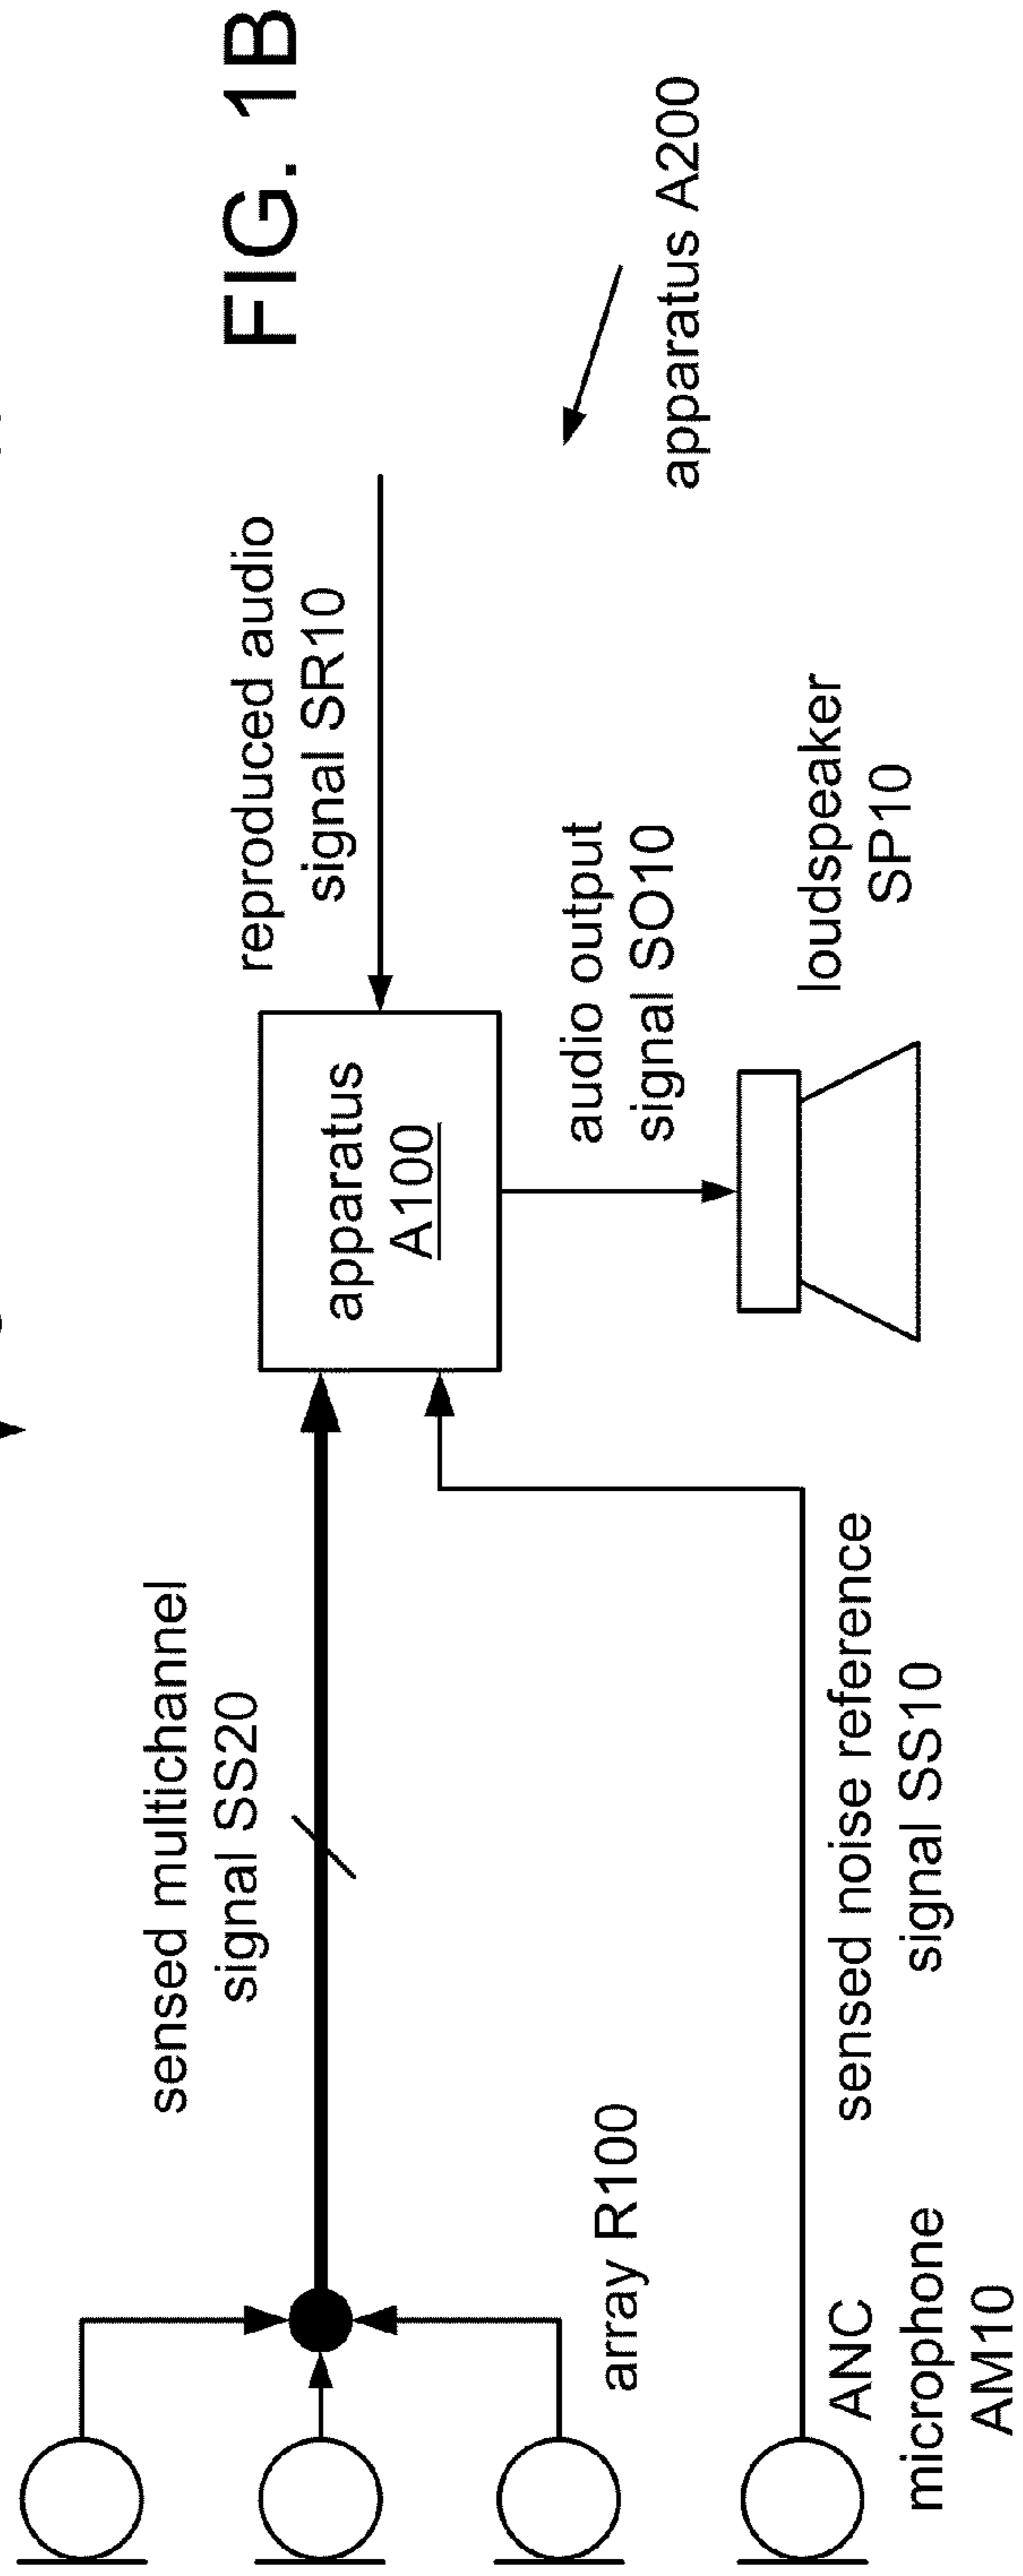 sensed multichannel
signal SS20
array R100
ANC
microphone
AM10
sensed noise reference
signal SS10
apparatus
A100
reproduced audio
signal SR10
audio output
signal SO10
loudspeaker
SP10
apparatus A200
FIG. 1B